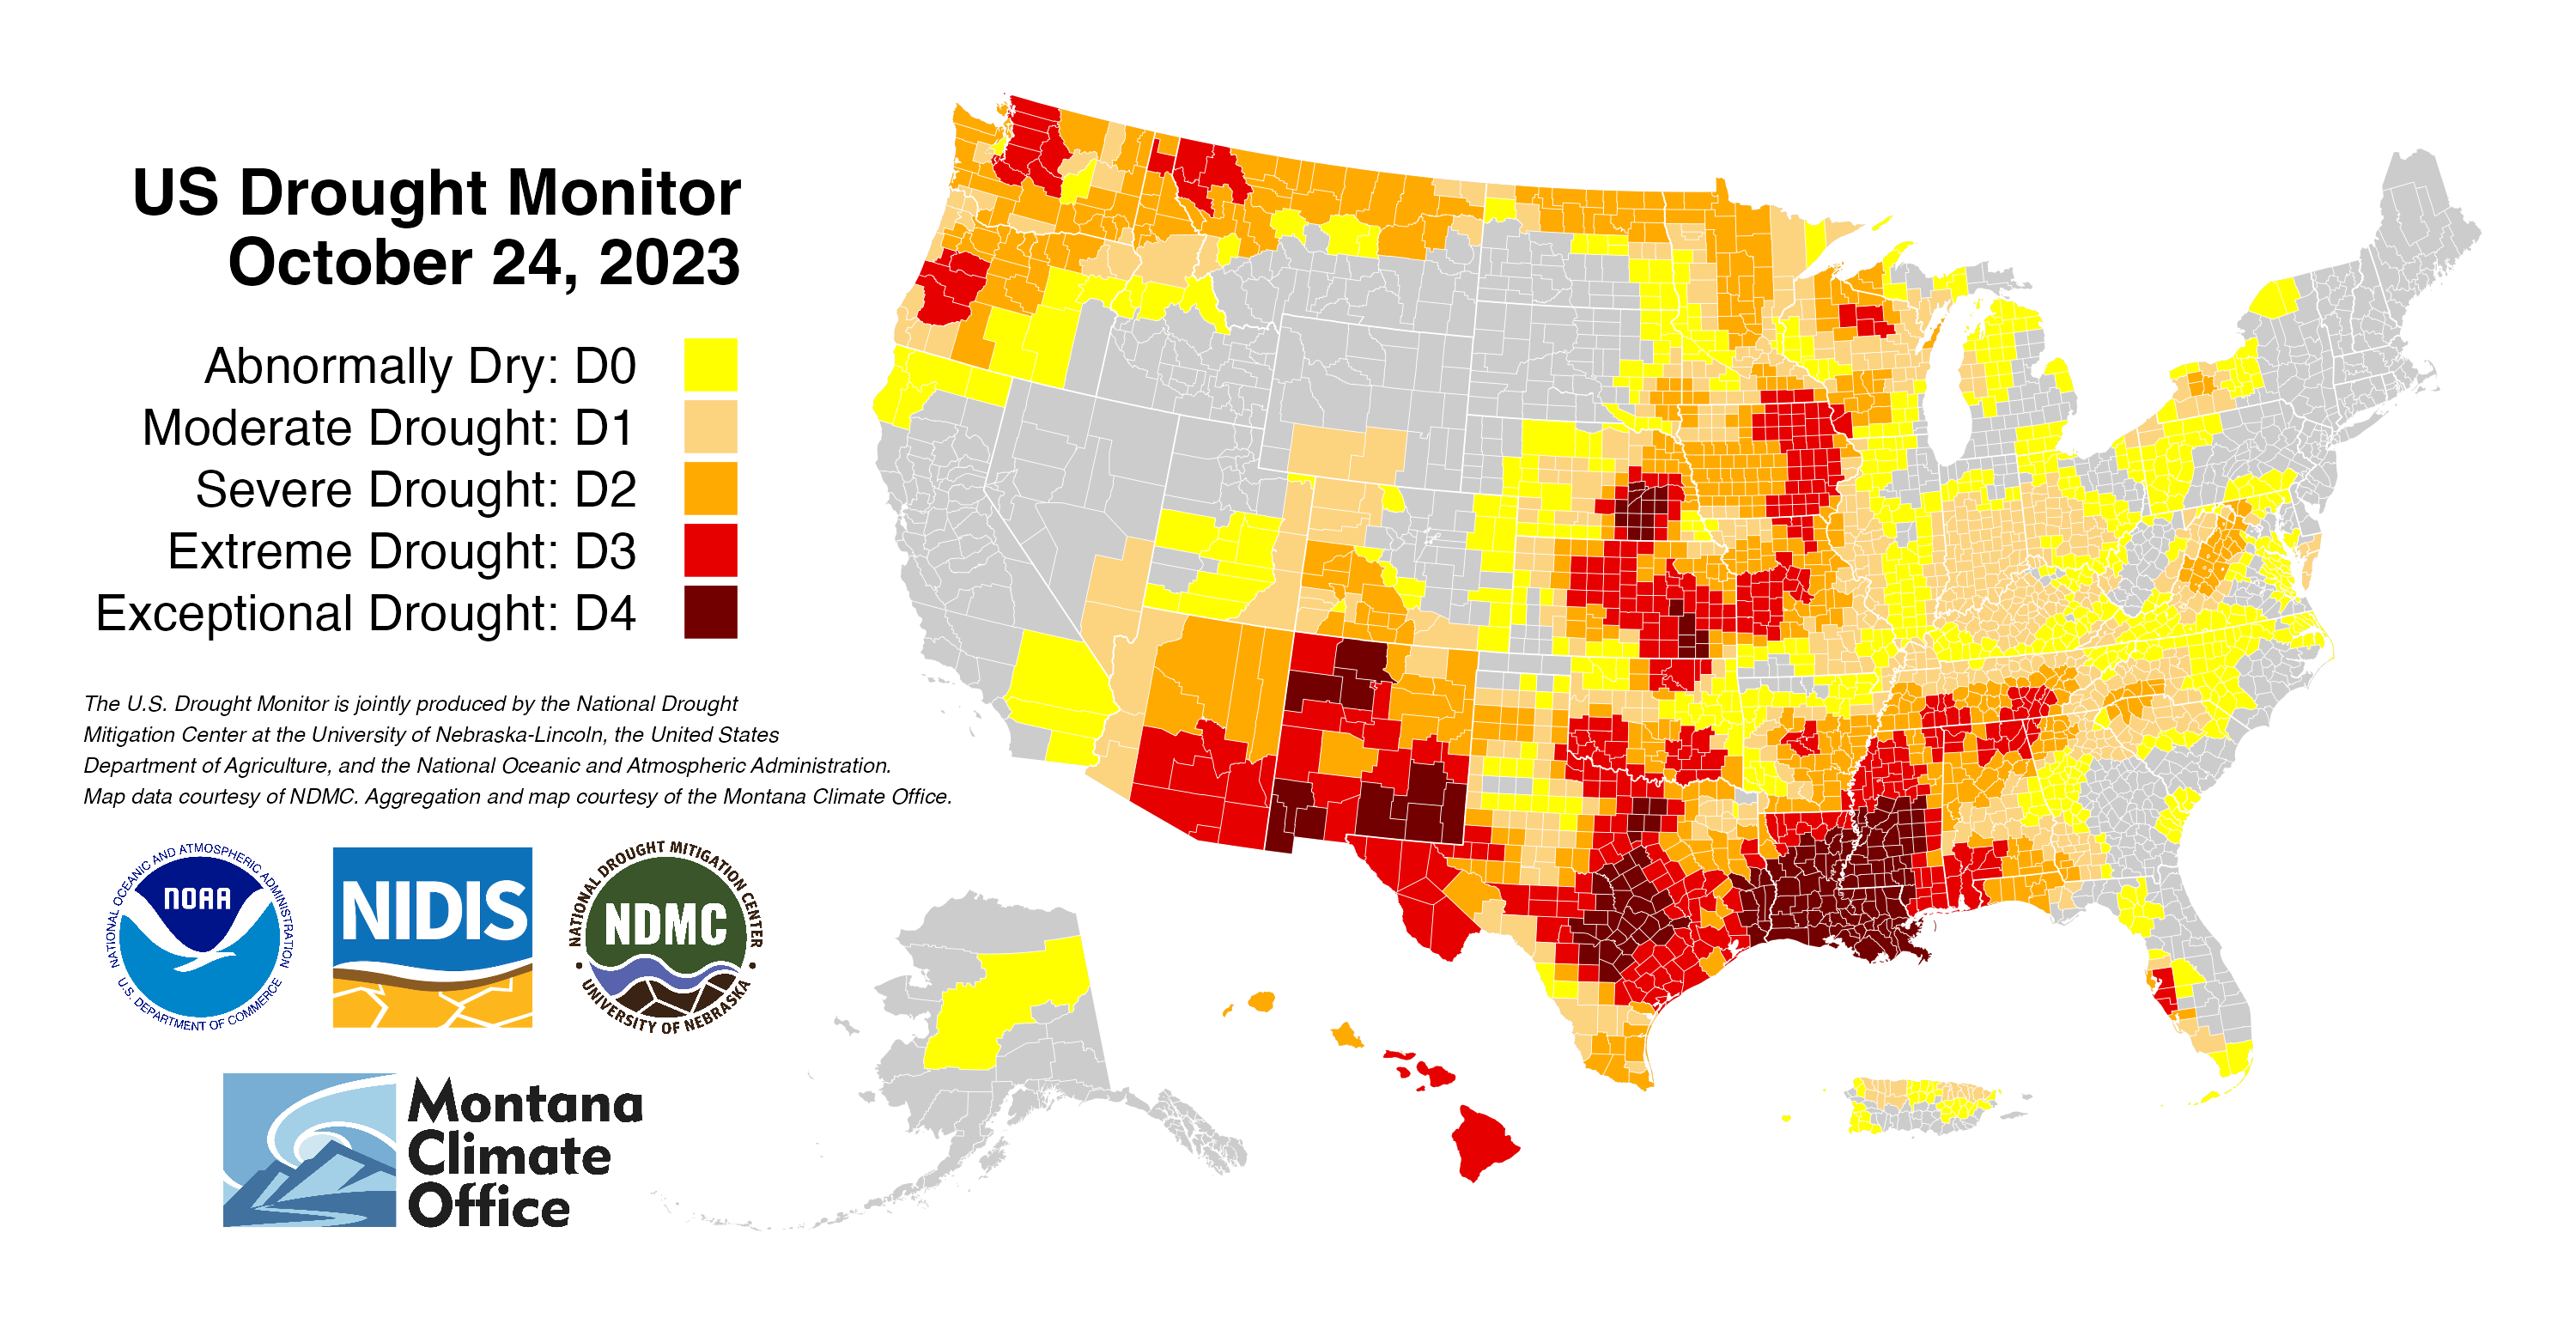 US Drought Monitor
October 24, 2023
Abnormally Dry: D0
Moderate Drought: D1
Severe Drought: D2
Extreme Drought: D3
Exceptional Drought: D4
The U.S. Drought Monitor is jointly produced by the National Drought
Mitigation Center at the University of Nebraska-Lincoln, the United States
Department of Agriculture, and the National Oceanic and Atmospheric Administration.
Map data courtesy of NDMC. Aggregation and map courtesy of the Montana Climate Office.
NATIONAL OCEANIC AND ATMOSPHERIC ADMINISTRATION
NOAA
U.S. DEPARTMENT OF COMMERCE
NIDIS
NATIONAL DROUGHT MITIGATION CENTER
NDMC
UNIVERSITY OF NEBRASKA
Montana
Climate
Office